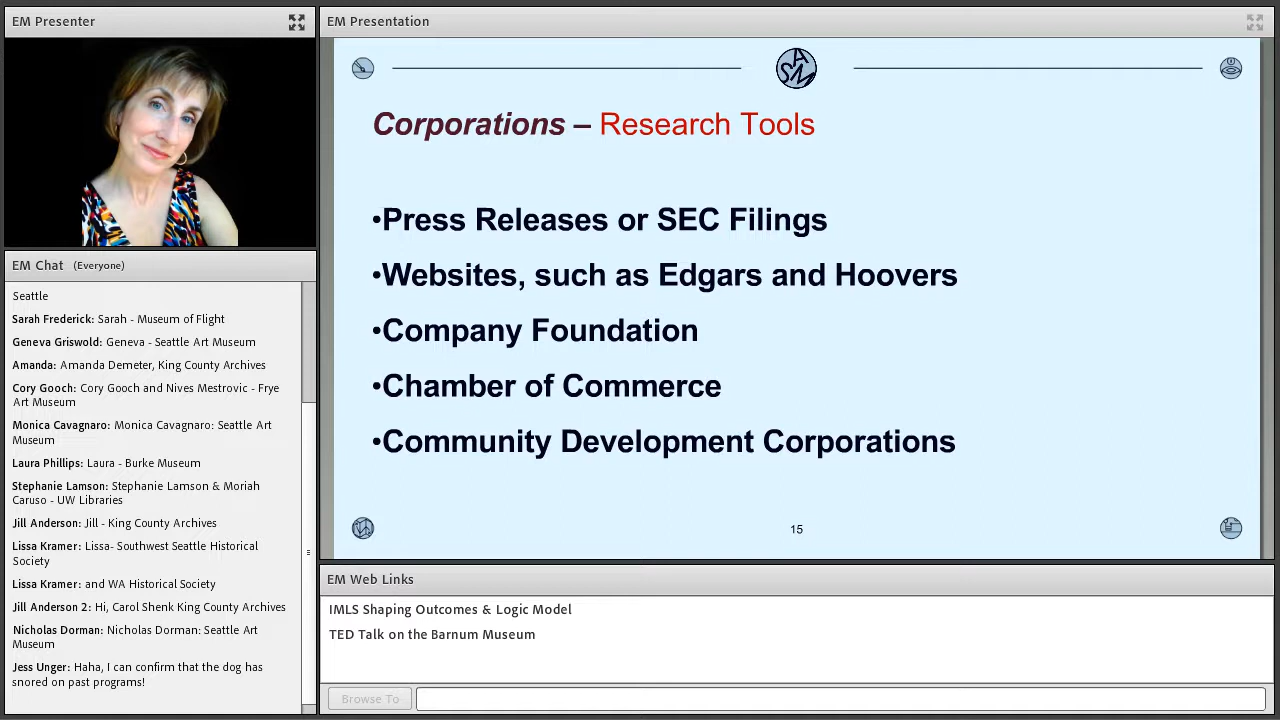 EM Presenter
EM Chat (Everyone)
Seattle
Sarah Frederick: Sarah - Museum of Flight
Geneva Griswold: Geneva - Seattle Art Museum
Amanda: Amanda Demeter, King County Archives
Cory Gooch: Cory Gooch and Nives Mestrovic - Frye
Art Museum
Monica Cavagnaro: Monica Cavagnaro: Seattle Art
Museum
Laura Phillips: Laura - Burke Museum
Stephanie Lamson: Stephanie Lamson & Moriah
Caruso - UW Libraries
Jill Anderson: Jill - King County Archives
Lissa Kramer: Lissa- Southwest Seattle Historical
Society
Lissa Kramer: and WA Historical Society
Jill Anderson 2: Hi, Carol Shenk King County Archives
Nicholas Dorman: Nicholas Dorman: Seattle Art
Museum
Jess Unger: Haha, I can confirm that the dog has
snored on past programs!
EM Presentation
Corporations – Research Tools
•Press Releases or SEC Filings
•Websites, such as Edgars and Hoovers
•Company Foundation
•Chamber of Commerce
•Community Development Corporations
15
EM Web Links
IMLS Shaping Outcomes & Logic Model
TED Talk on the Barnum Museum
Browse To